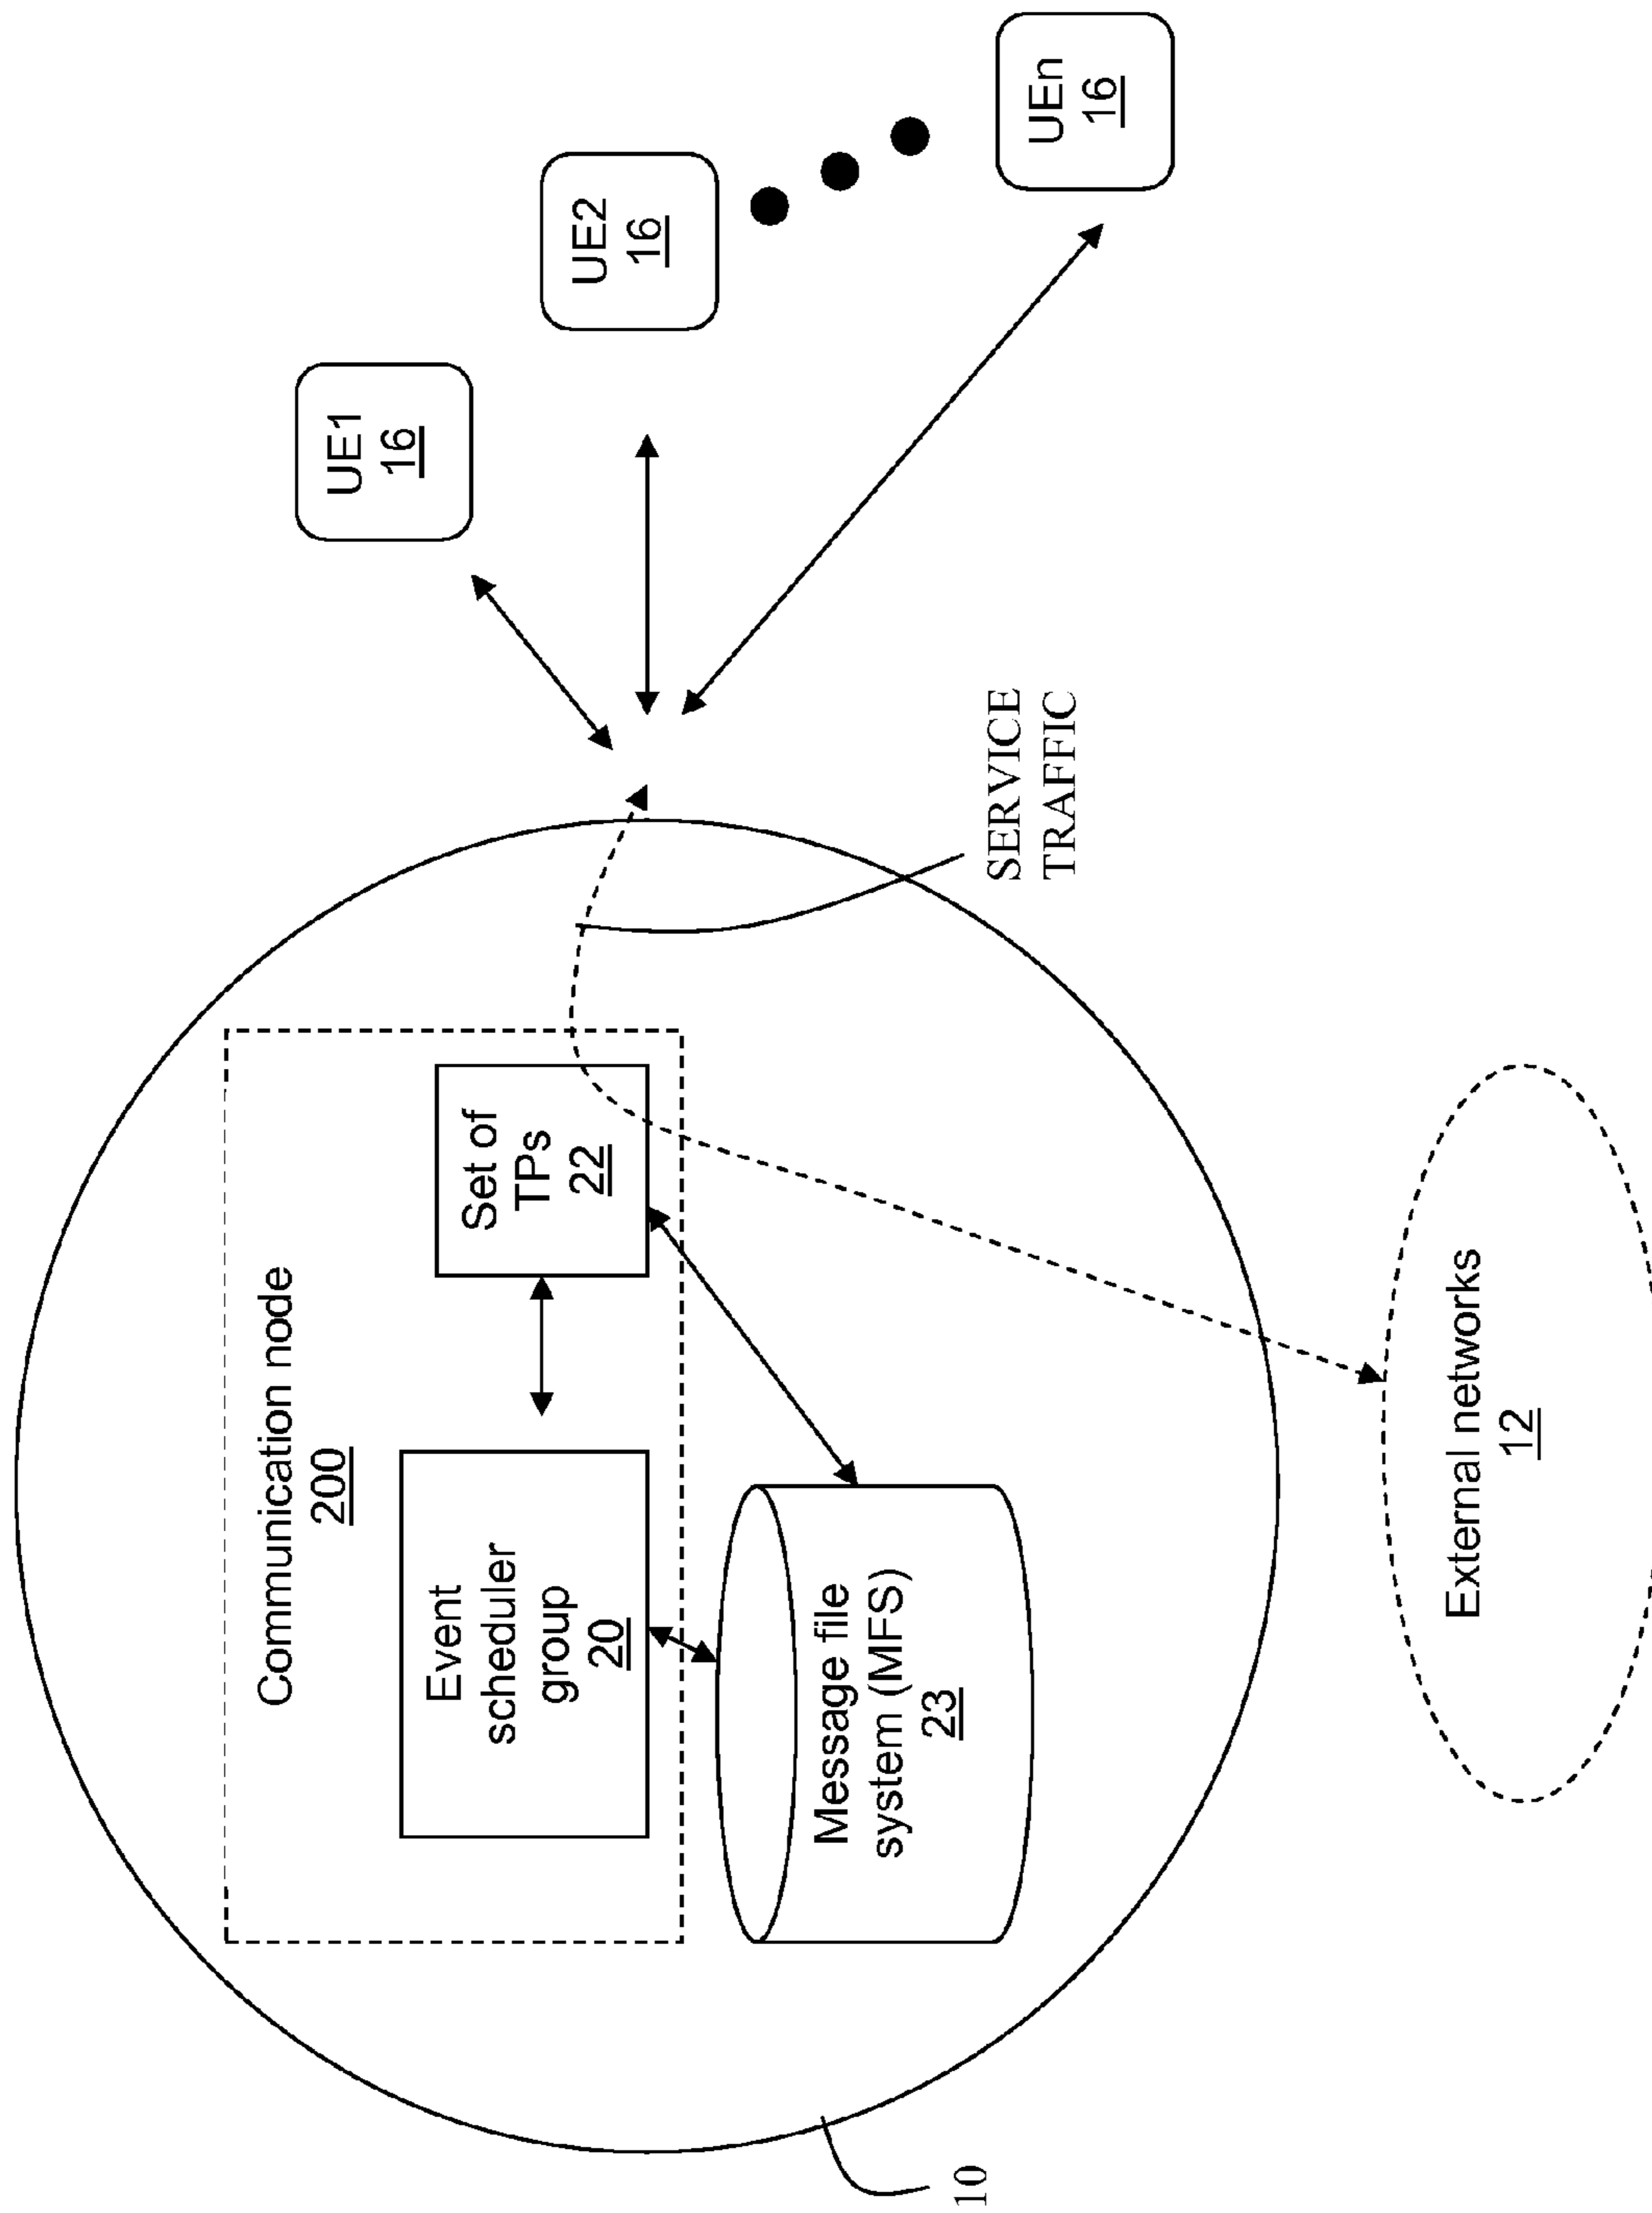 Communication node
200
Event
scheduler
group
20
Set of
TPs
22
Message file
system (MFS)
23
10
External networks
12
SERVICE
TRAFFIC
UE1
16
UE2
16
UEn
16